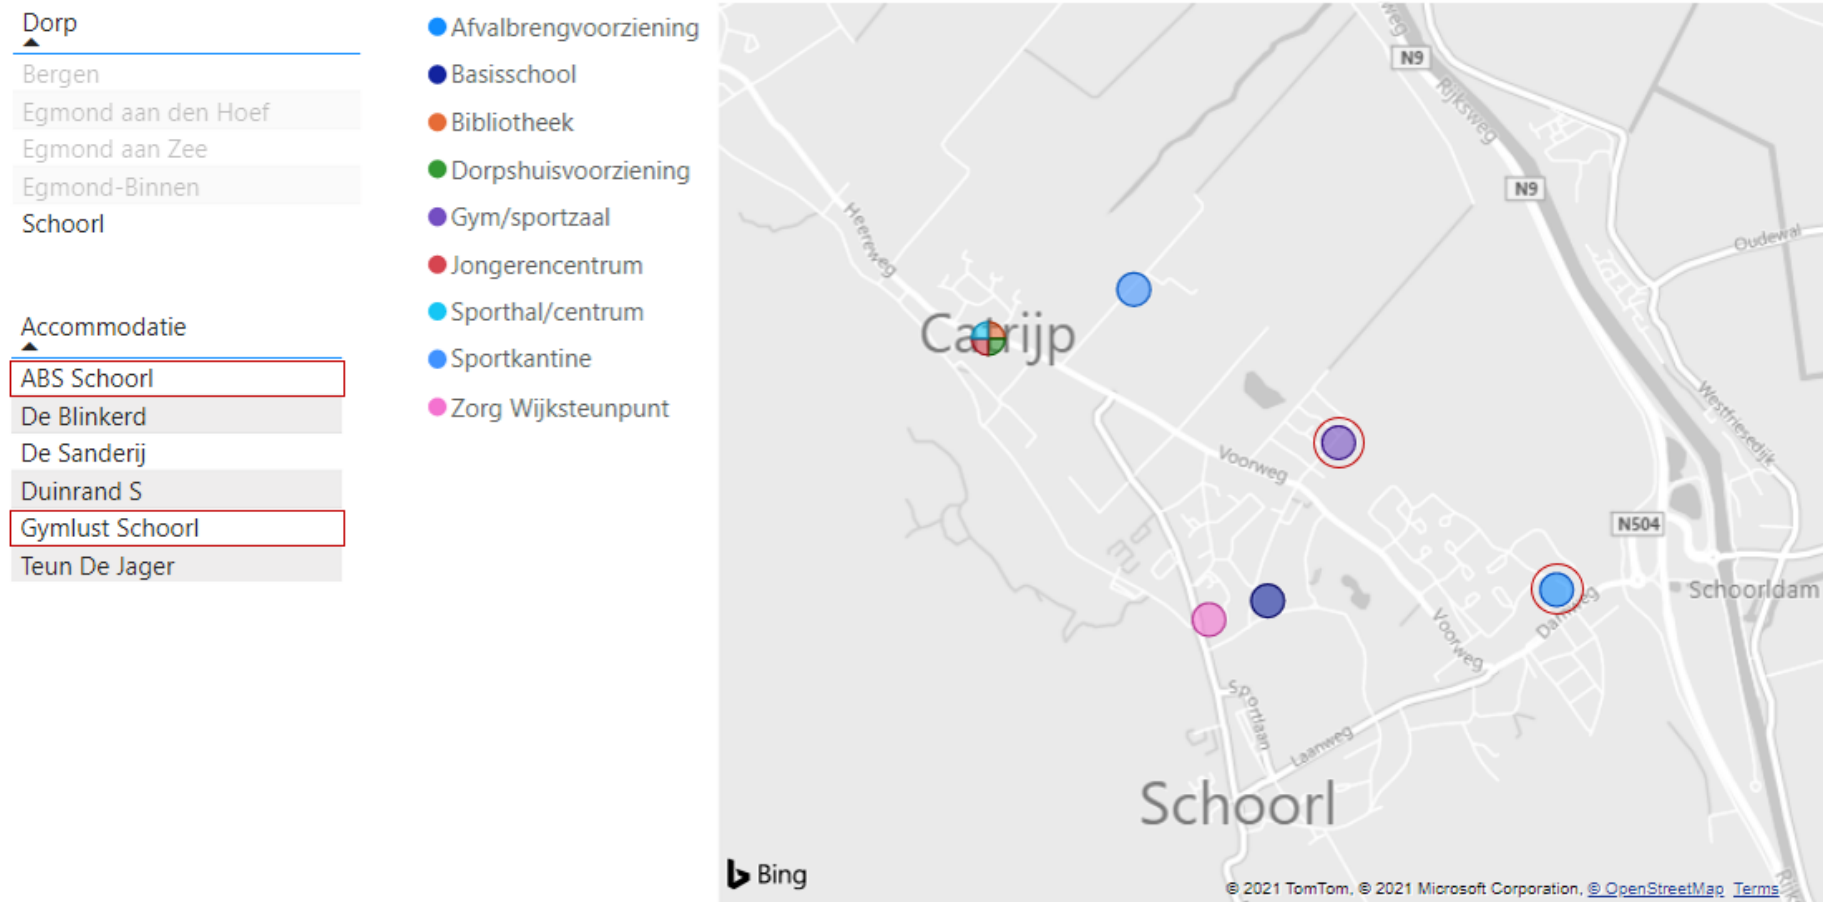 Dorp
Bergen
Egmond aan den Hoef
Egmond aan Zee
Egmond-Binnen
Schoorl
Accommodatie
ABS Schoorl
De Blinkerd
De Sanderij
Duinrand S
Gymlust Schoorl
Teun De Jager
Afvalbrengvoorziening
Basisschool
Bibliotheek
Dorpshuisvoorziening
Gym/sportzaal
Jongerencentrum
Sporthal/centrum
Sportkantine
Zorg Wijksteunpunt
weg
N9
Rijksweg
N9
Heereweg
Oudewal
Catrijp
Westfriesedijk
Voorweg
N504
Schoorldam
Damweg
Voorweg
Sportlaan
Laanweg
Schoorl
Bing
© 2021 TomTom, © 2021 Microsoft Corporation, © OpenStreetMap Terms